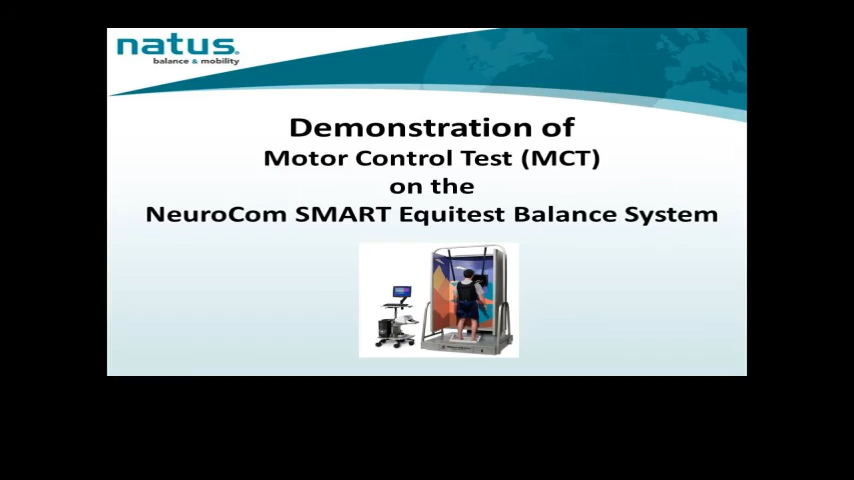 natus.
balance & mobility
Demonstration of
Motor Control Test (MCT)
on the
NeuroCom SMART Equitest Balance System